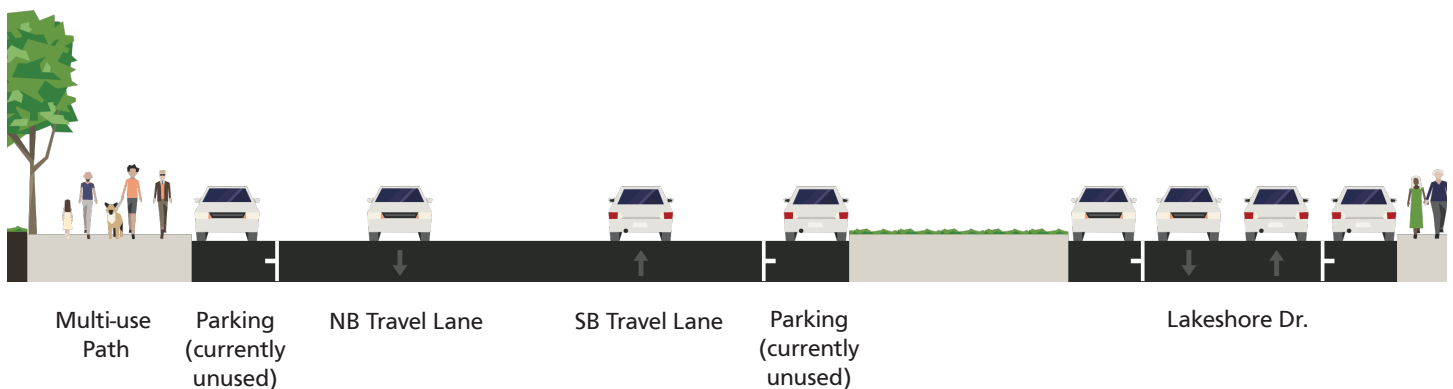 Multi-use
Path
Parking
(currently
unused)
NB Travel Lane
SB Travel Lane
Parking
(currently
unused)
Lakeshore Dr.